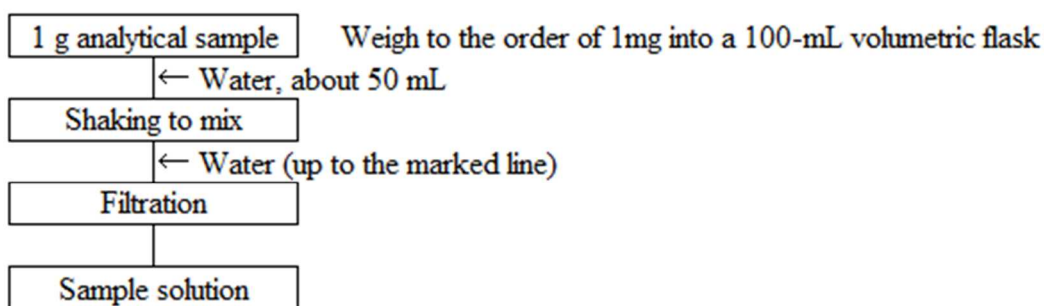 1 g analytical sample Weigh to the order of 1mg into a 100-mL volumetric flask
← Water, about 50 mL
Shaking to mix
← Water (up to the marked line)
Filtration
Sample solution